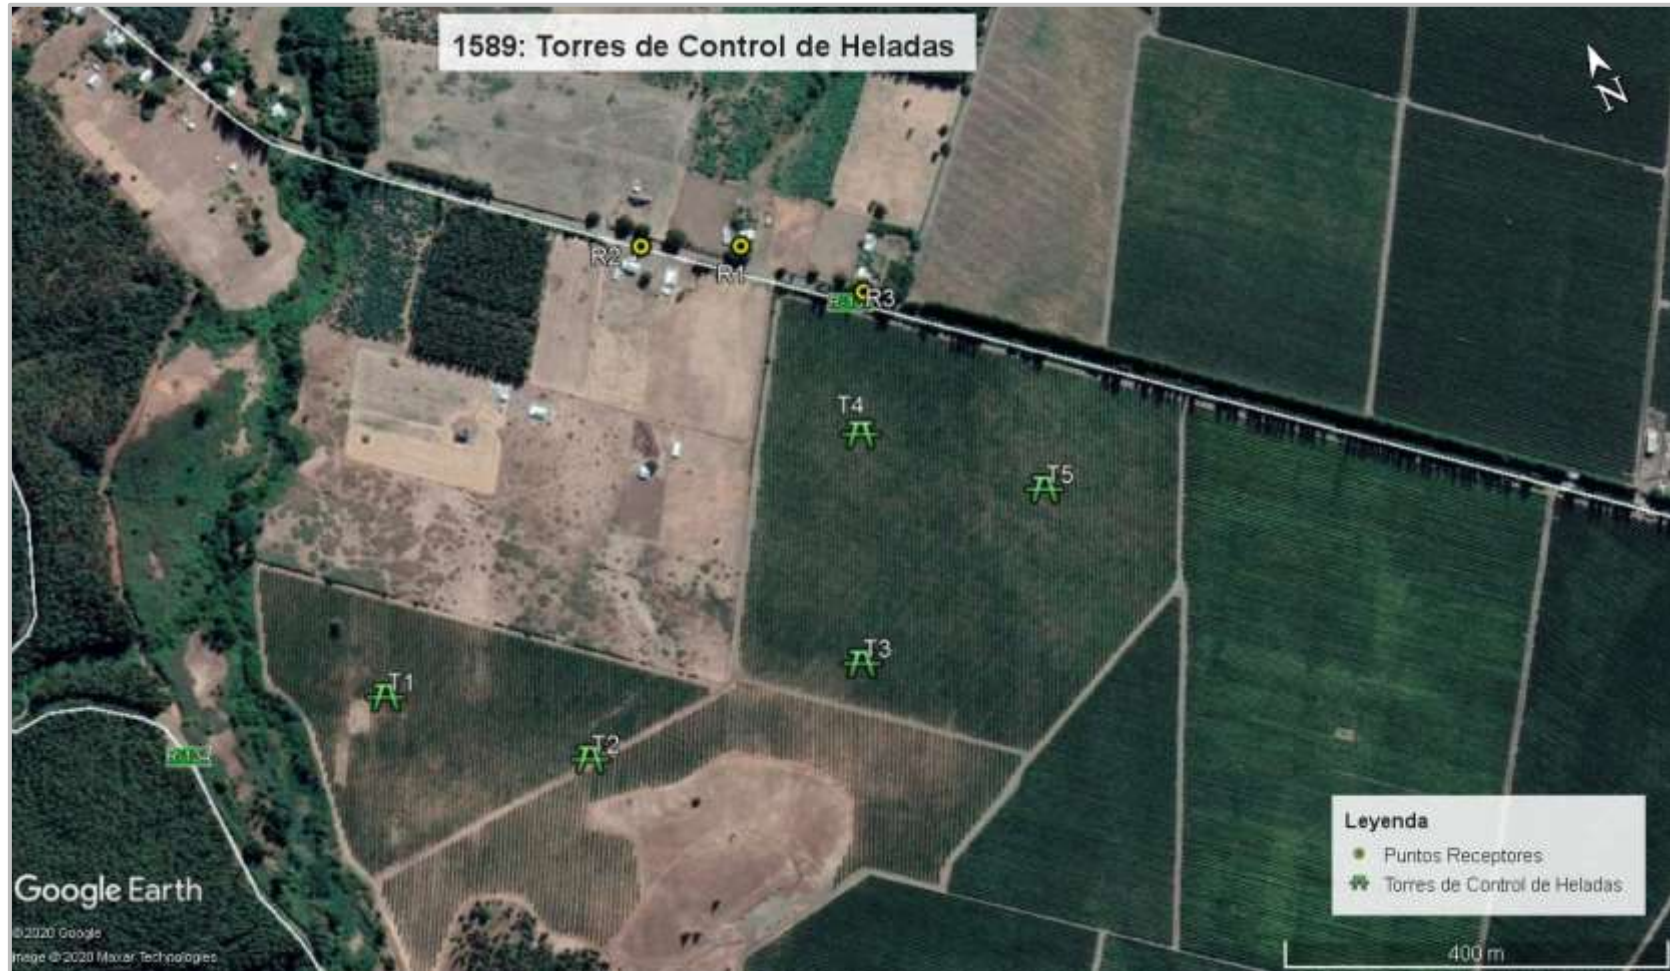 1589: Torres de Control de Heladas
N
R2
R1
R3
T4
T5
T3
T1
T2
Leyenda
Puntos Receptores
Torres de Control de Heladas
Google Earth
©2020 Google
©2020 Maxar Technologies
400 m